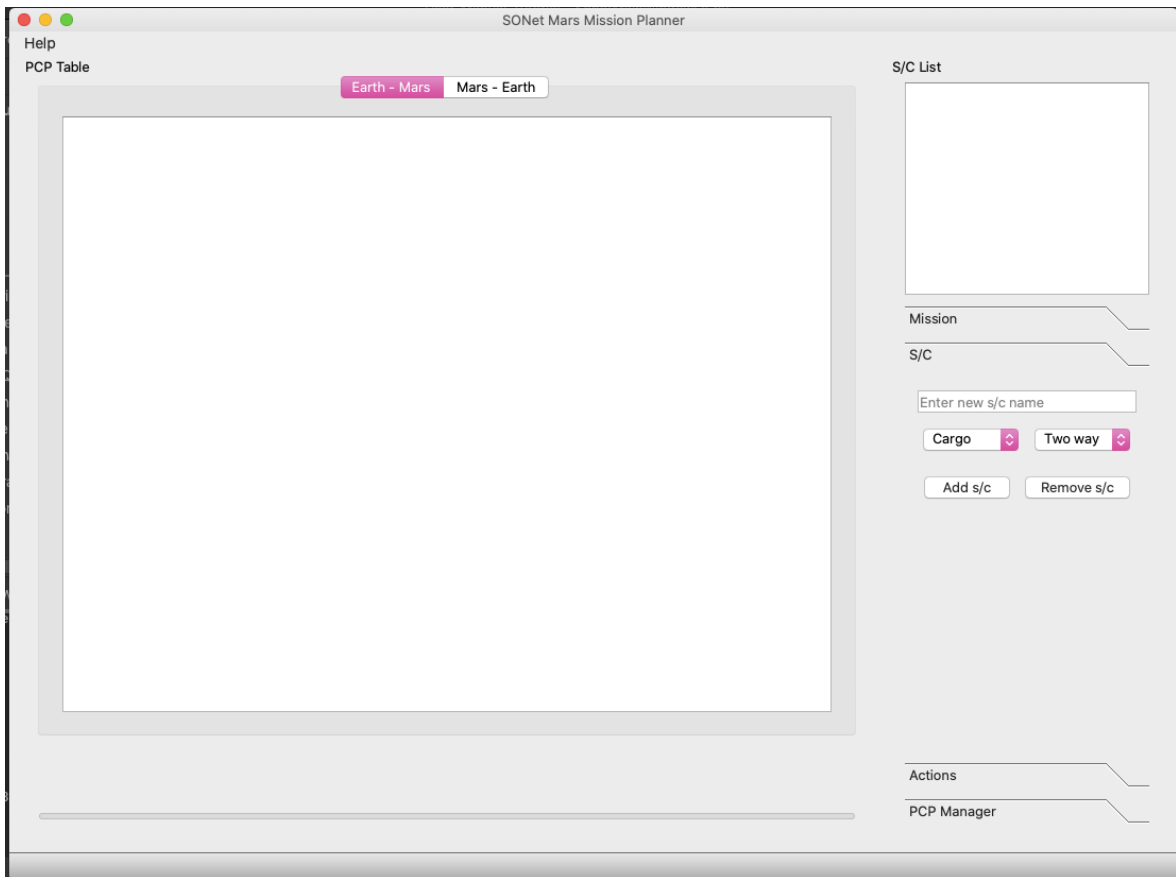 SONet Mars Mission Planner
Help
PCP Table
S/C List
Earth - Mars
Mars - Earth
Mission
S/C
Enter new s/c name
Cargo
Two way
Add s/c
Remove s/c
Actions
PCP Manager